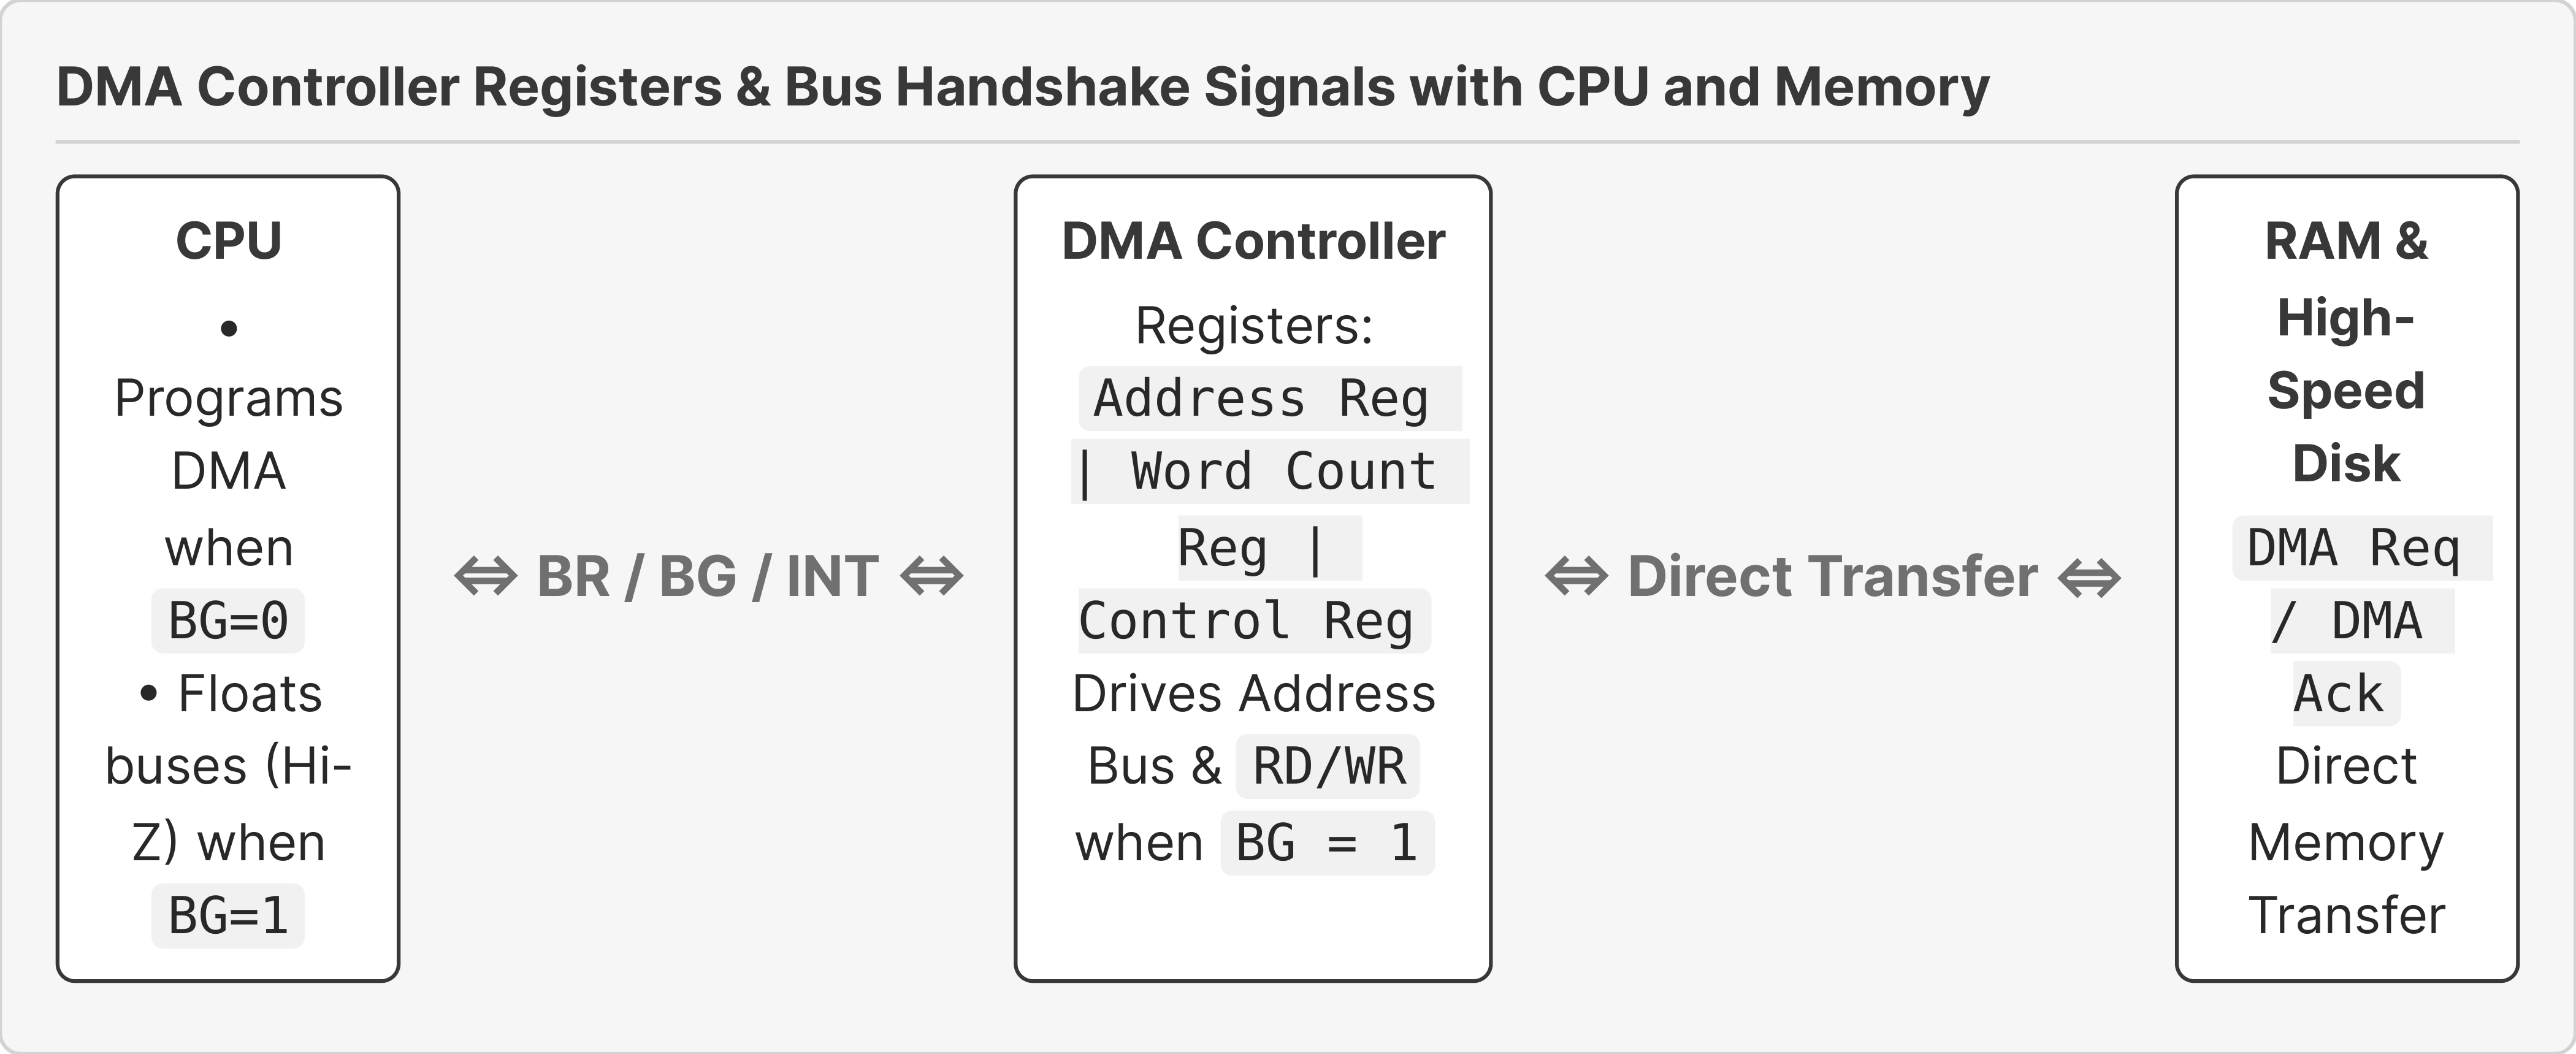 DMA Controller Registers & Bus Handshake Signals with CPU and Memory
CPU
•
Programs
DMA
when
BG=0
• Floats
buses (Hi-
Z) when
BG=1
⇔ BR / BG / INT ⇔
DMA Controller
Registers:
Address Reg
| Word Count
Reg |
Control Reg
Drives Address
Bus & RD/WR
when BG = 1
⇔ Direct Transfer ⇔
RAM &
High-
Speed
Disk
DMA Req
/ DMA
Ack
Direct
Memory
Transfer